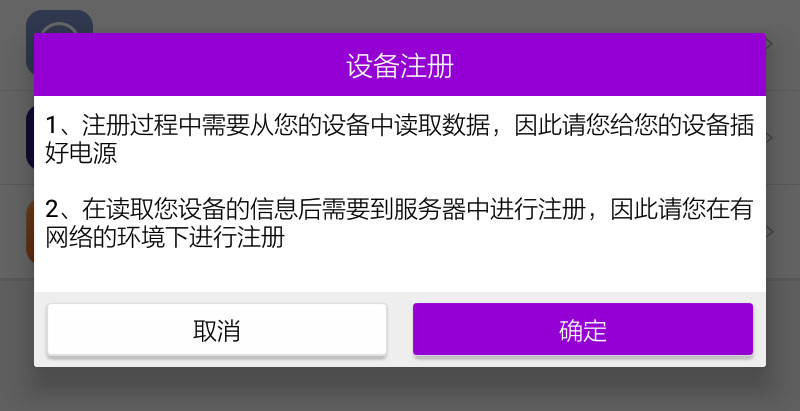 设备注册
1、注册过程中需要从您的设备中读取数据，因此请您给您的设备插
好电源
2、在读取您设备的信息后需要到服务器中进行注册，因此请您在有
网络的环境下进行注册
取消
确定